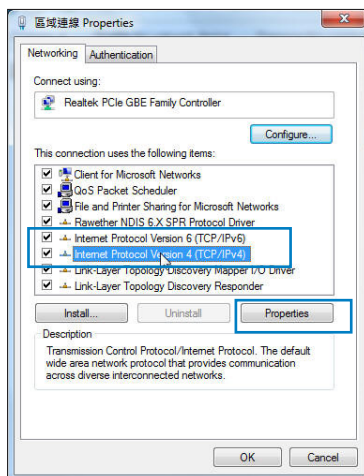 區域連線 Properties
Networking
Authentication
Connect using:
Realtek PCIe GBE Family Controller
Configure...
This connection uses the following items:
Client for Microsoft Networks
QoS Packet Scheduler
File and Printer Sharing for Microsoft Networks
Rawether NDIS 6.X SPR Protocol Driver
Internet Protocol Version 6 (TCP/IPv6)
Internet Protocol Version 4 (TCP/IPv4)
Link-Layer Topology Discovery Mapper I/O Driver
Link-Layer Topology Discovery Responder
Install...
Uninstall
Properties
Description
Transmission Control Protocol/Internet Protocol. The default
wide area network protocol that provides communication
across diverse interconnected networks.
OK
Cancel